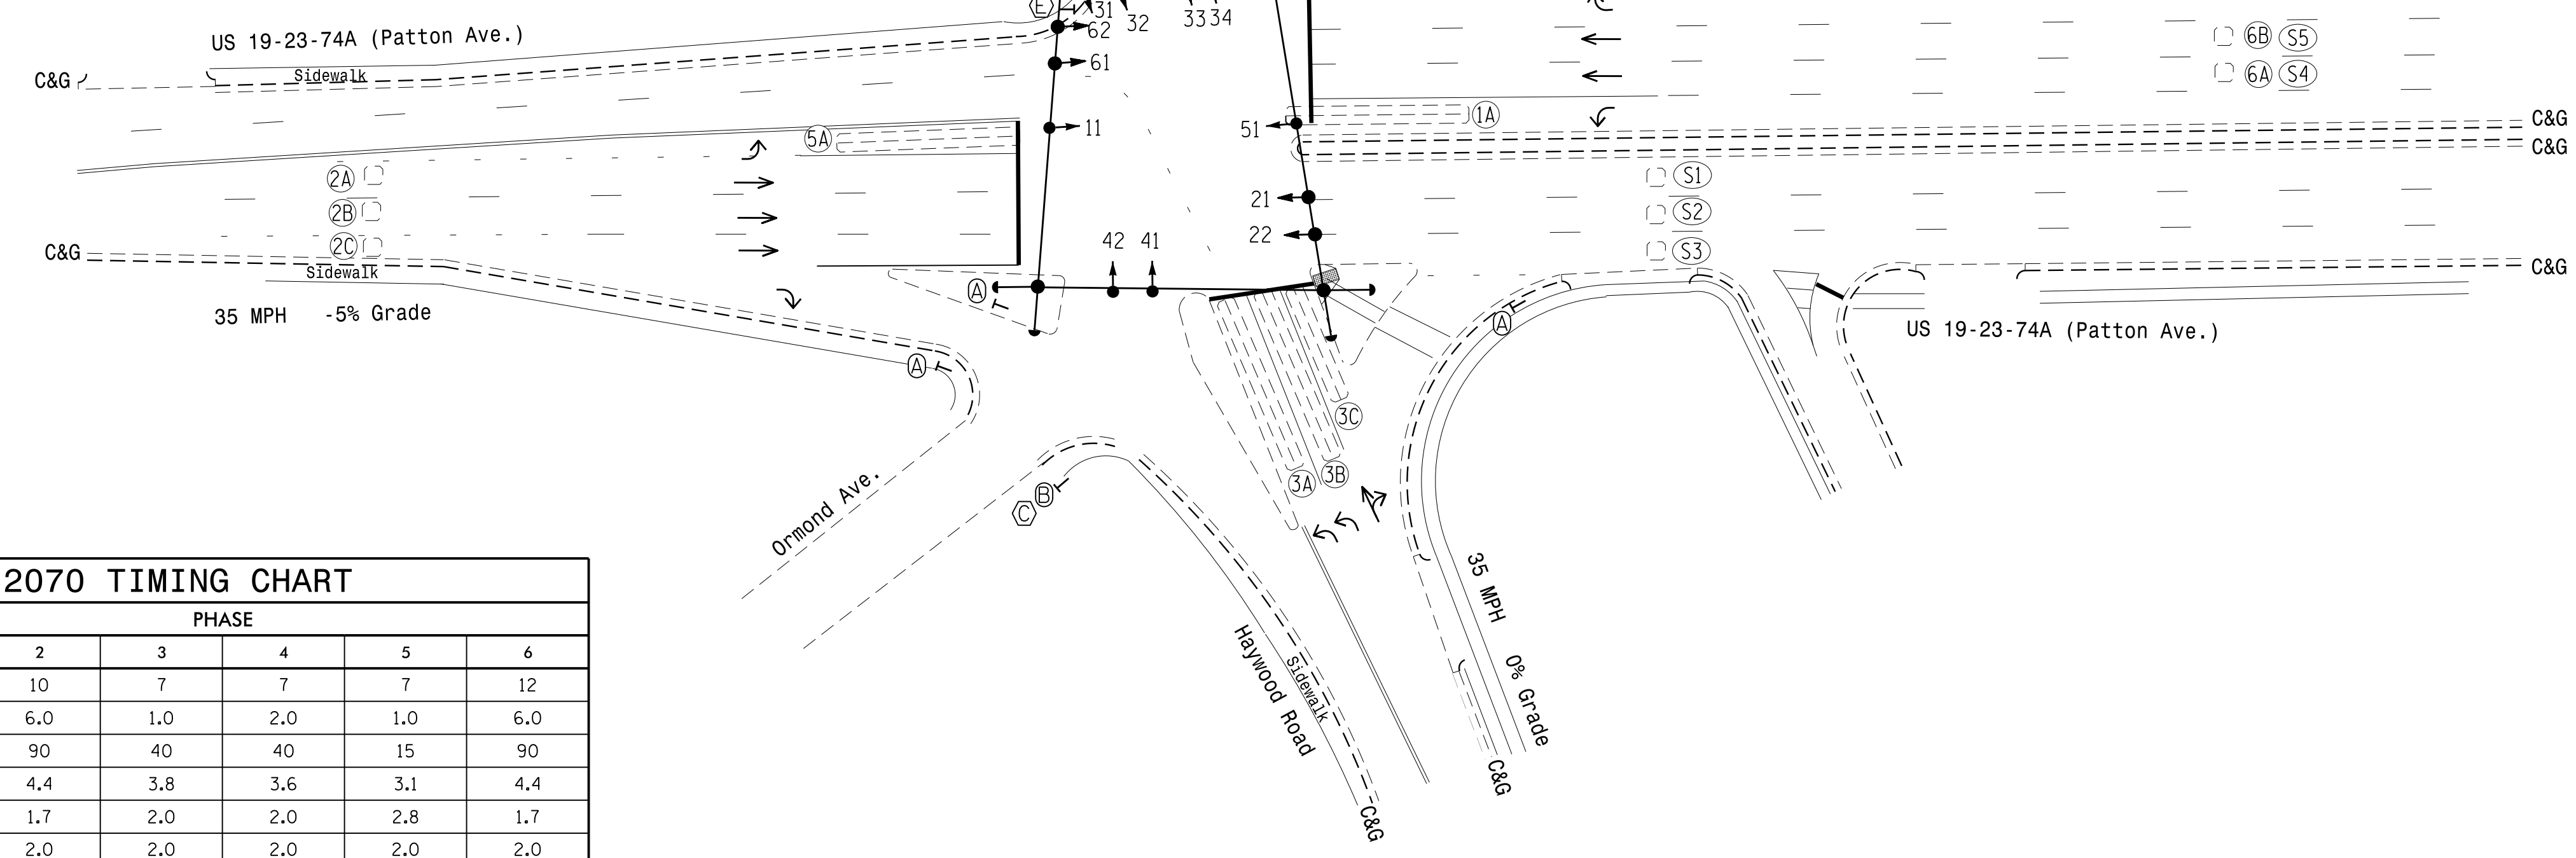 E
31
32
33 34
62
US 19-23-74A (Patton Ave.)
C&G
Sidewalk
61
6B S5
6A S4
11
51
1A
5A
C&G
C&G
2A
S1
2B
21
S2
2C
22
S3
C&G
Sidewalk
42 41
C&G
A
35 MPH -5% Grade
A
US 19-23-74A (Patton Ave.)
A
3C
3B
3A
B
C
Ormond Ave.
35 MPH 0% Grade
Haywood Road
Sidewalk
C&G
C&G
2070 TIMING CHART
PHASE
2 3 4 5 6
10 7 7 7 12
6.0 1.0 2.0 1.0 6.0
90 40 40 15 90
4.4 3.8 3.6 3.1 4.4
1.7 2.0 2.0 2.8 1.7
2.0 2.0 2.0 2.0 2.0